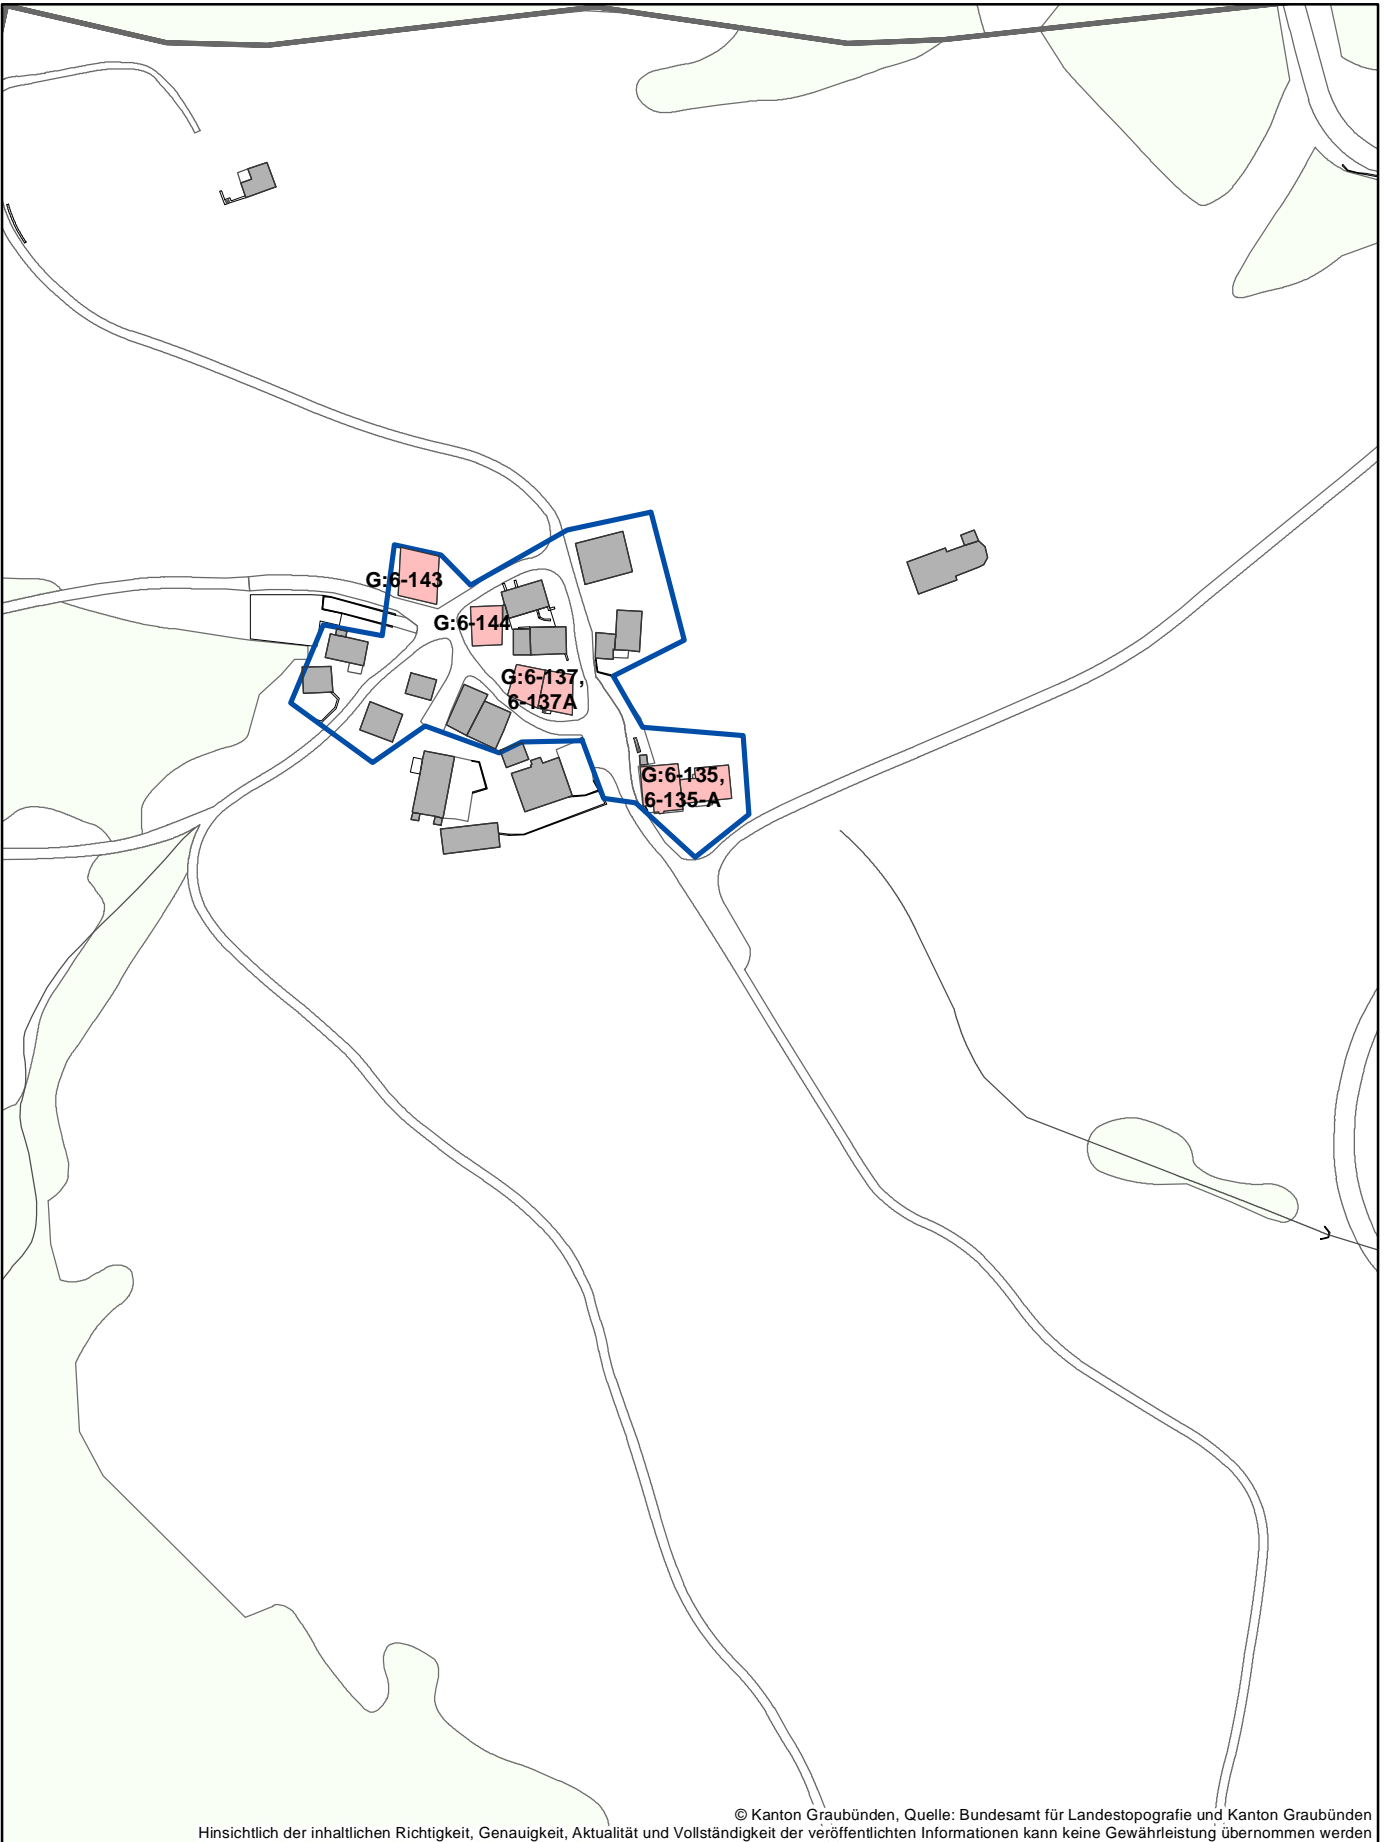 G:6-143
G:6-144
G:6-137,
6-137A
G:6-135,
6-135-A
© Kanton Graubünden, Quelle: Bundesamt für Landestopografie und Kanton Graubünden
Hinsichtlich der inhaltlichen Richtigkeit, Genauigkeit, Aktualität und Vollständigkeit der veröffentlichten Informationen kann keine Gewährleistung übernommen werden